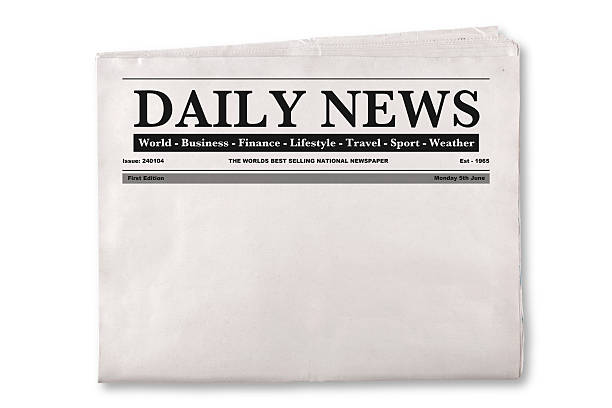 DAILY NEWS
World - Business - Finance - Lifestyle - Travel - Sport - Weather
Issue: 240104 THE WORLDS BEST SELLING NATIONAL NEWSPAPER Est - 1965
First Edition Monday 5th June